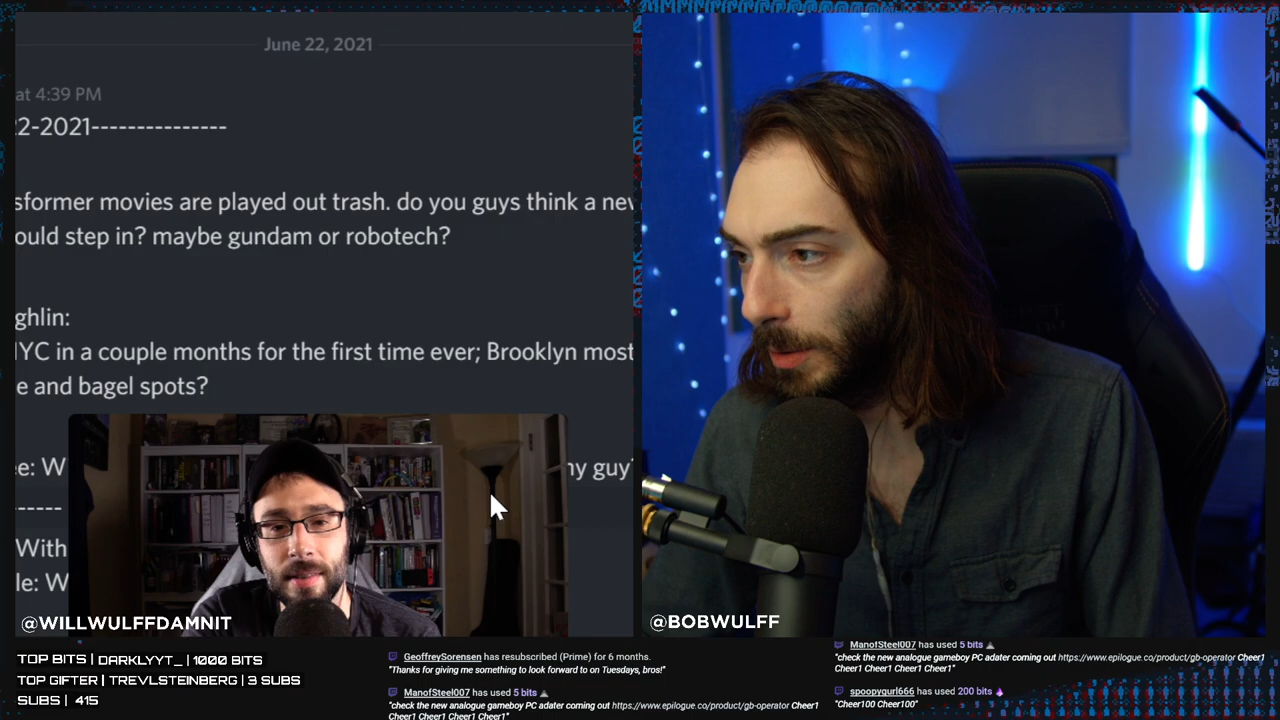 June 22, 2021
at 4:39 PM
22-2021---------------
sformer movies are played out trash. do you guys think a new
ould step in? maybe gundam or robotech?
ghlin:
NYC in a couple months for the first time ever; Brooklyn most
e and bagel spots?
ee: W
ny guy?
-----
With
le: W
@WILLWULFFDAMNIT
@BOBWULFF
TOP BITS | DARKLYYT_ | 1000 BITS
TOP GIFTER | TREVLSTEINBERG | 3 SUBS
SUBS | 415
GeoffreySorensen has resubscribed (Prime) for 6 months.
"Thanks for giving me something to look forward to on Tuesdays, bros!"
ManofSteel007 has used 5 bits
"check the new analogue gameboy PC adater coming out https://www.epilogue.co/product/gb-operator Cheer1
Cheer1 Cheer1 Cheer1 Cheer1"
ManofSteel007 has used 5 bits
"check the new analogue gameboy PC adater coming out https://www.epilogue.co/product/gb-operator Cheer1
Cheer1 Cheer1 Cheer1 Cheer1"
spoopygurl666 has used 200 bits
"Cheer100 Cheer100"